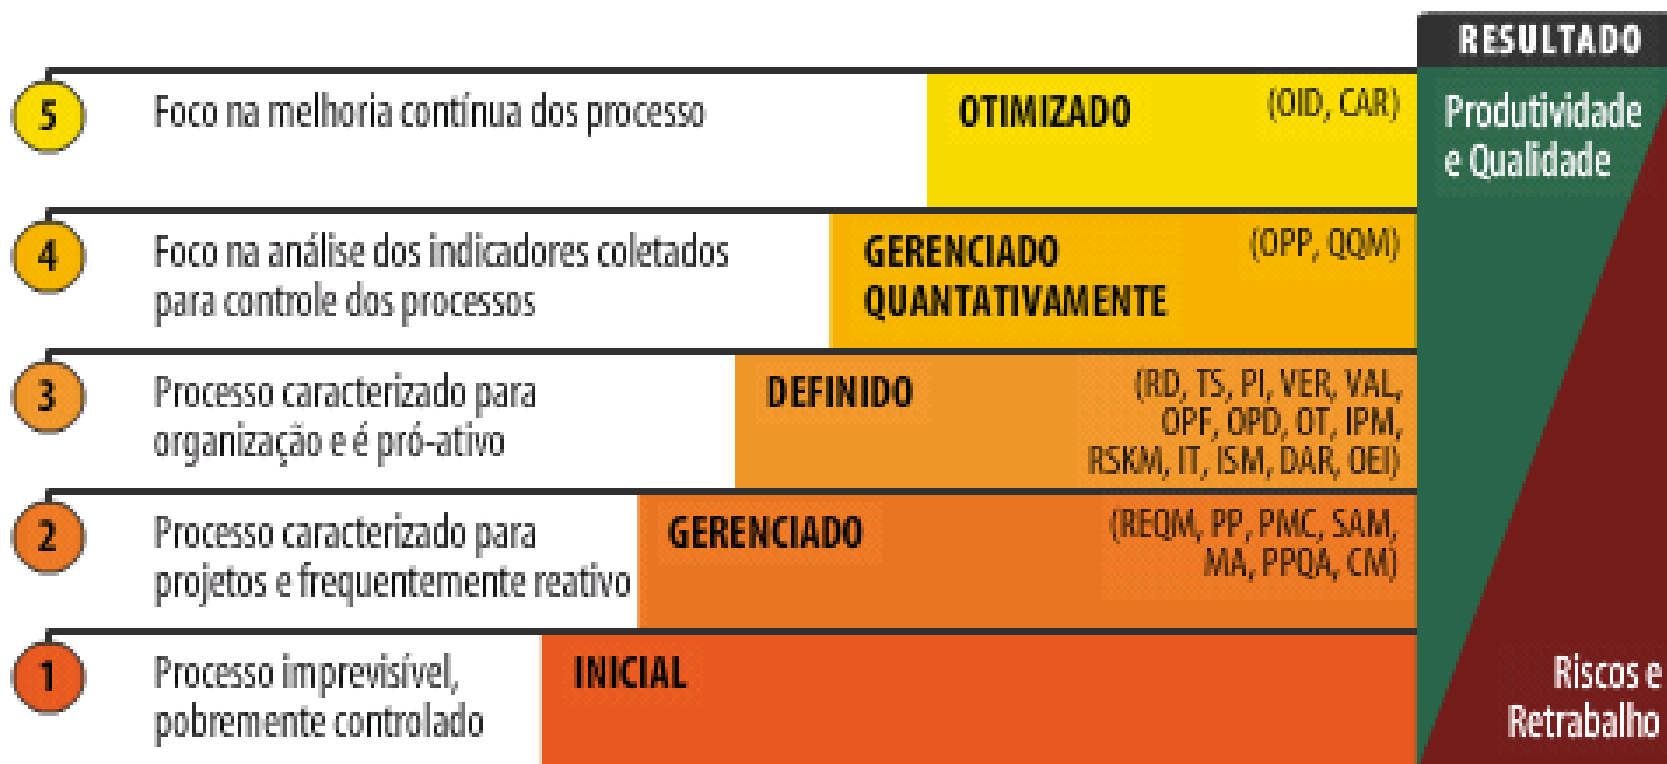 RESULTADO
5
Foco na melhoria contínua dos processo
OTIMIZADO
(OID, CAR)
Produtividade
e Qualidade
4
Foco na análise dos indicadores coletados
para controle dos processos
GERENCIADO
QUANTATIVAMENTE
(OPP, QQM)
3
Processo caracterizado para
organização e é pró-ativo
DEFINIDO
(RD, TS, PI, VER, VAL,
OPF, OPD, OT, IPM,
RSKM, IT, ISM, DAR, OEI)
2
Processo caracterizado para
projetos e frequentemente reativo
GERENCIADO
(REQM, PP, PMC, SAM,
MA, PPQA, CM)
1
Processo imprevisível,
pobremente controlado
INICIAL
Riscos e
Retrabalho